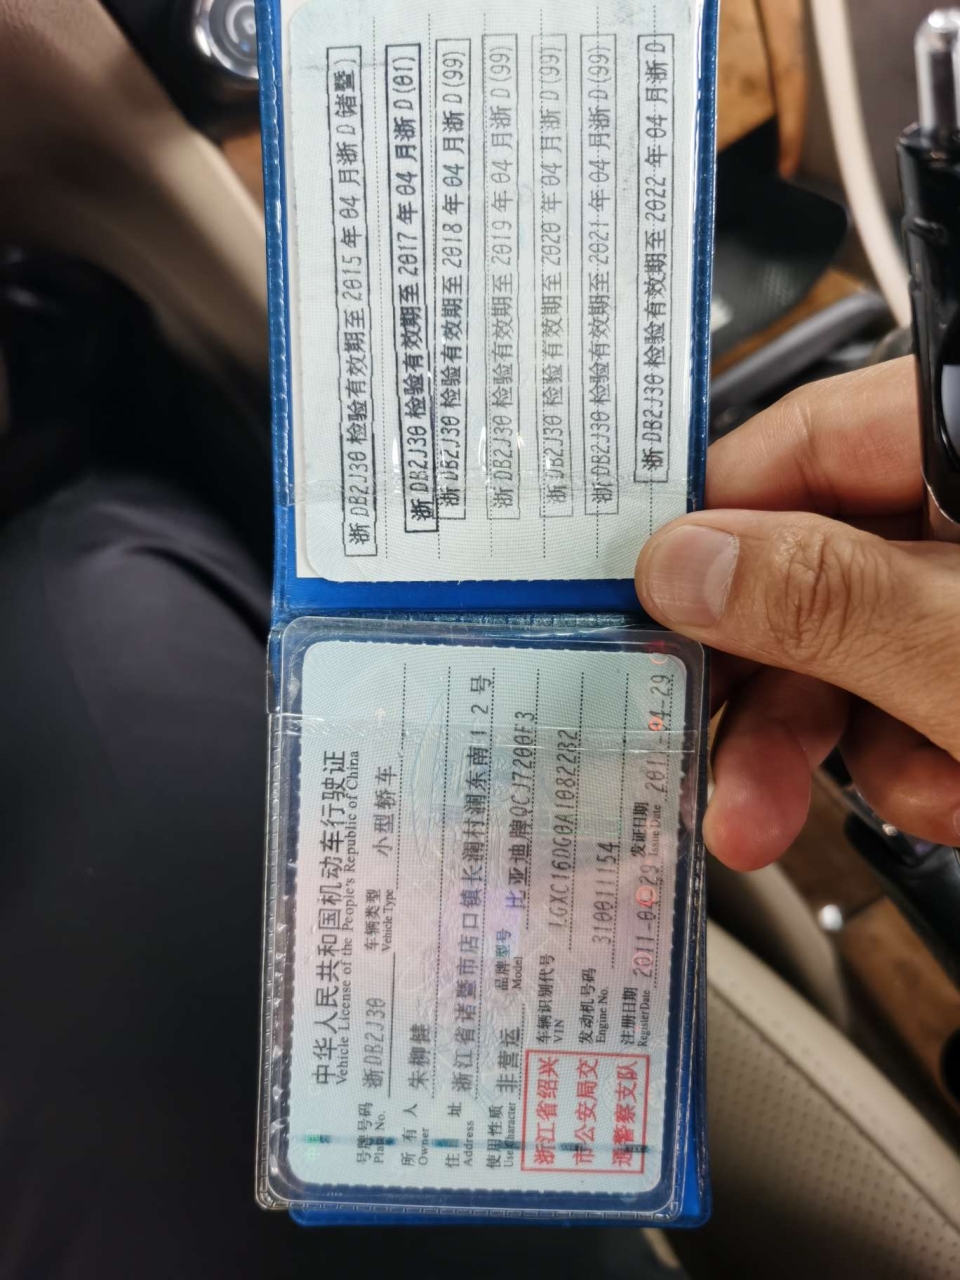 浙DB2J30检验有效期至2015年04月浙D(诸暨)
浙DB2J30检验有效期至2017年04月浙D(01)
浙DB2J30检验有效期至2018年04月浙D(99)
浙DB2J30检验有效期至2019年04月浙D(99)
浙DB2J30检验有效期至2020年04月浙D(99)
浙DB2J30检验有效期至2021年04月浙D(99)
浙DB2J30检验有效期至2022年04月浙D
中华人民共和国机动车行驶证
Vehicle License of the People's Republic of China
号牌号码 浙DB2J30 车辆类型 小型轿车
Plate No. Vehicle Type
所有人 朱柳健
Owner
住址 浙江省诸暨市店口镇长澜村澜东南12号
Address
使用性质 非营运 品牌型号 比亚迪牌QCJ7200E3
Use Character Model
浙江省绍兴
市公安局交
通警察支队
车辆识别代号 LGXC16DG0A1082282
VIN
发动机号码 310011154
Engine No.
注册日期 2011-04-29 发证日期 2011-04-29
Register Date Issue Date